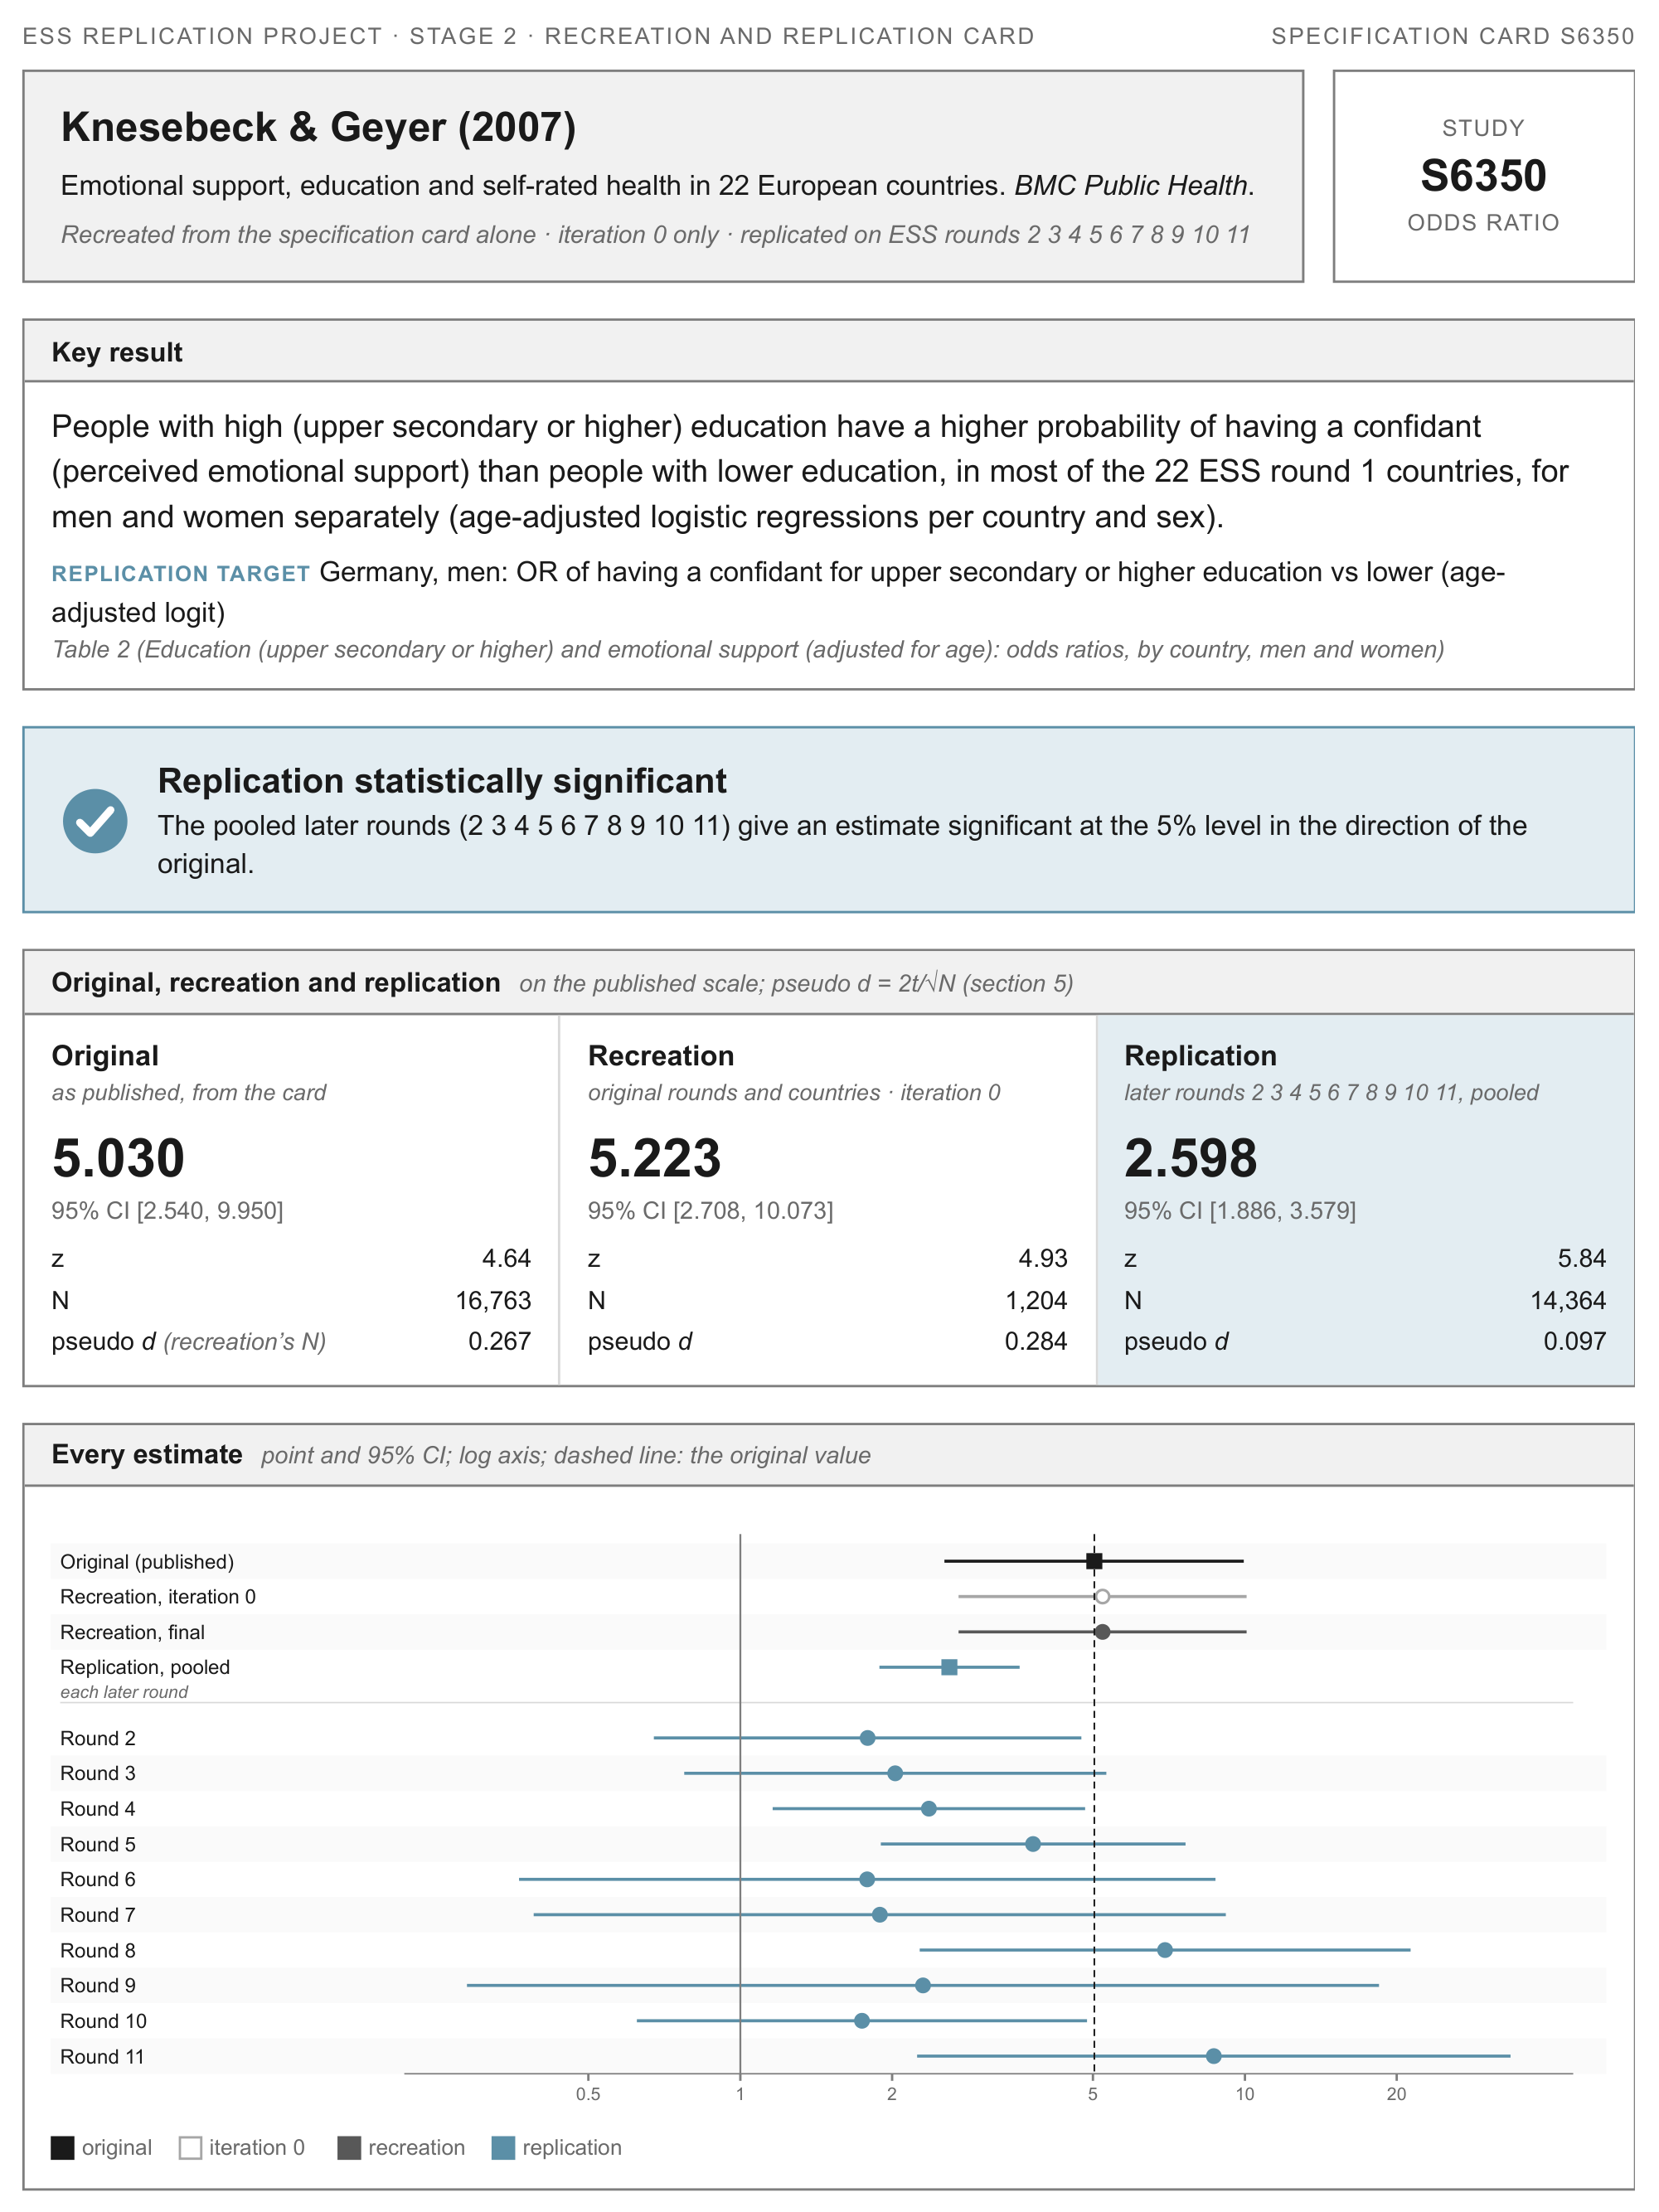 ESS REPLICATION PROJECT · STAGE 2 · RECREATION AND REPLICATION CARD
SPECIFICATION CARD S6350
Knesebeck & Geyer (2007)
Emotional support, education and self-rated health in 22 European countries. BMC Public Health.
Recreated from the specification card alone · iteration 0 only · replicated on ESS rounds 2 3 4 5 6 7 8 9 10 11
STUDY
S6350
ODDS RATIO
Key result
People with high (upper secondary or higher) education have a higher probability of having a confidant
(perceived emotional support) than people with lower education, in most of the 22 ESS round 1 countries, for
men and women separately (age-adjusted logistic regressions per country and sex).
REPLICATION TARGET Germany, men: OR of having a confidant for upper secondary or higher education vs lower (age-
adjusted logit)
Table 2 (Education (upper secondary or higher) and emotional support (adjusted for age): odds ratios, by country, men and women)
Replication statistically significant
The pooled later rounds (2 3 4 5 6 7 8 9 10 11) give an estimate significant at the 5% level in the direction of the
original.
Original, recreation and replication on the published scale; pseudo d = 2t/√N (section 5)
Original
as published, from the card
5.030
95% CI [2.540, 9.950]
z 4.64
N 16,763
pseudo d (recreation’s N) 0.267
Recreation
original rounds and countries · iteration 0
5.223
95% CI [2.708, 10.073]
z 4.93
N 1,204
pseudo d 0.284
Replication
later rounds 2 3 4 5 6 7 8 9 10 11, pooled
2.598
95% CI [1.886, 3.579]
z 5.84
N 14,364
pseudo d 0.097
Every estimate point and 95% CI; log axis; dashed line: the original value
Original (published)
Recreation, iteration 0
Recreation, final
Replication, pooled
each later round
Round 2
Round 3
Round 4
Round 5
Round 6
Round 7
Round 8
Round 9
Round 10
Round 11
0.5 1 2 5 10 20
original iteration 0 recreation replication